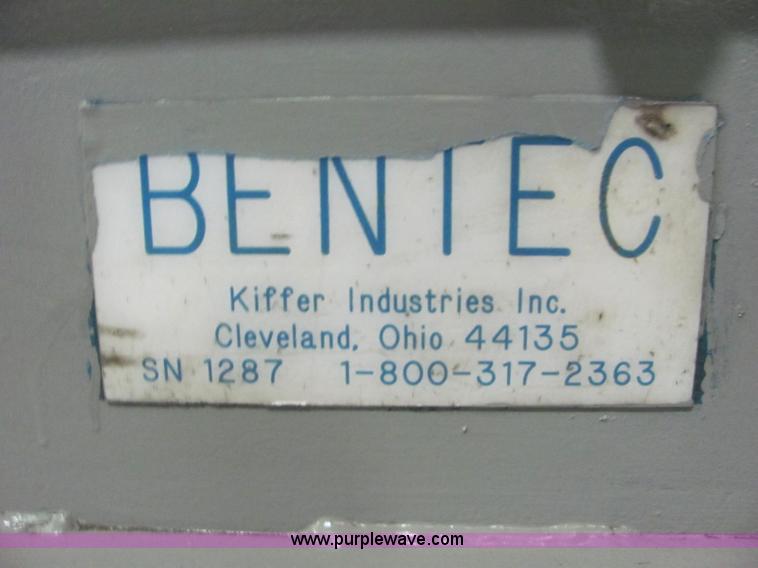 BENTEC
Kiffer Industries Inc.
Cleveland, Ohio 44135
SN 1287 1-800-317-2363
www.purplewave.com